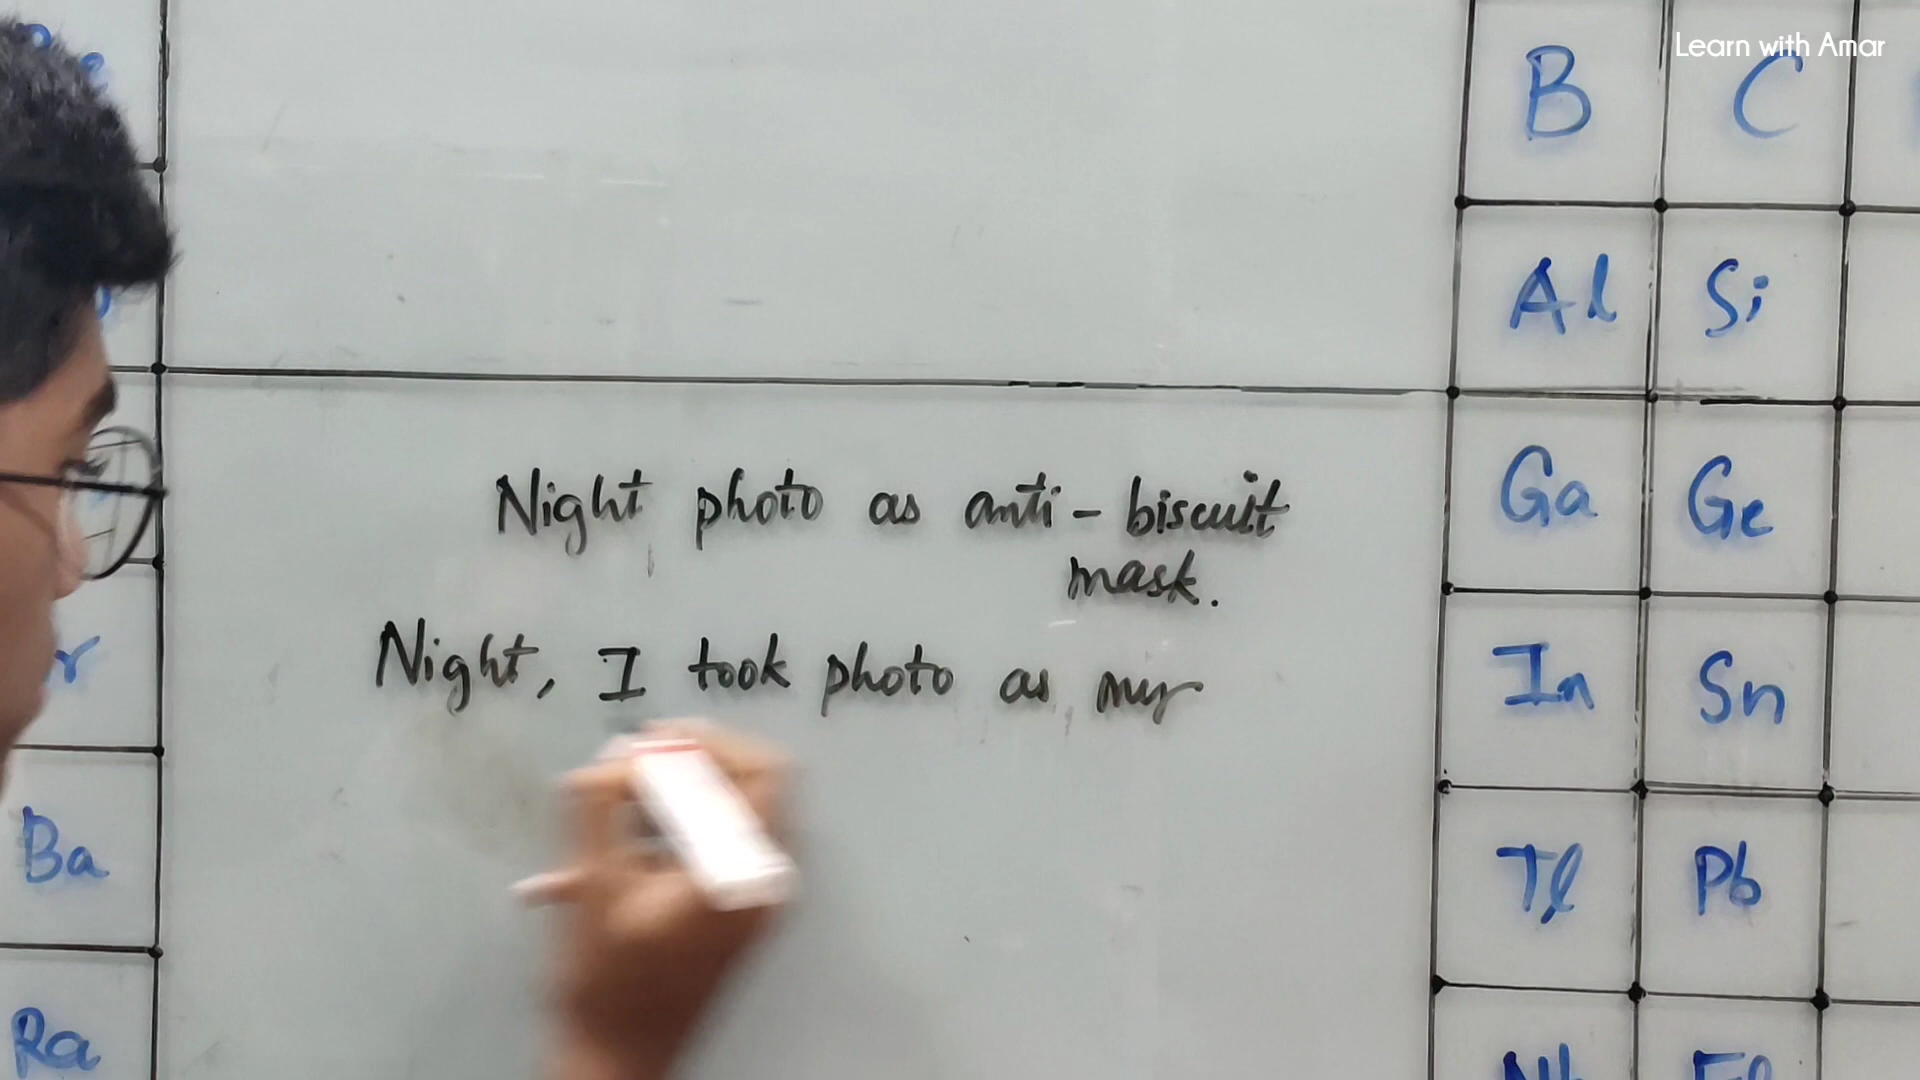 Learn with Amar
B C
Al Si
Night photo as anti-biscuit
mask.
Ga Ge
Night, I took photo as my
In Sn
Ba
Tl Pb
Ra